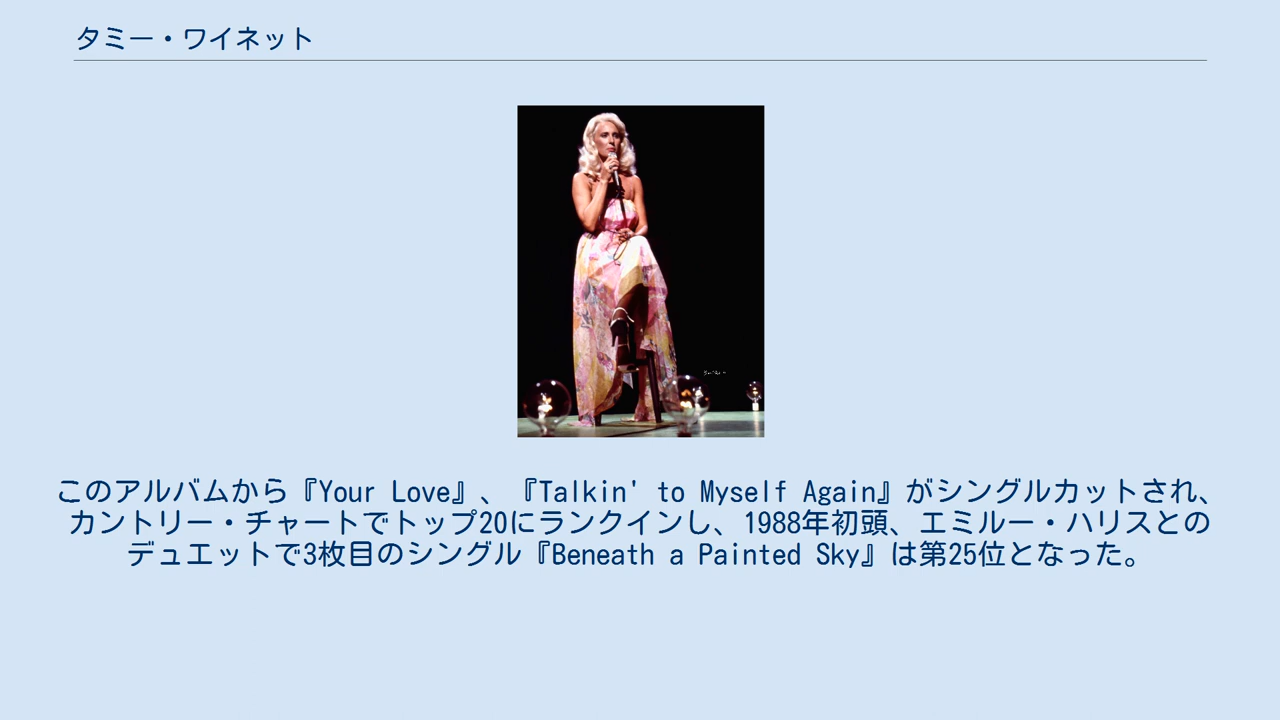 タミー・ワイネット
このアルバムから『Your Love』、『Talkin' to Myself Again』がシングルカットされ、
カントリー・チャートでトップ20にランクインし、1988年初頭、エミルー・ハリスとの
デュエットで3枚目のシングル『Beneath a Painted Sky』は第25位となった。